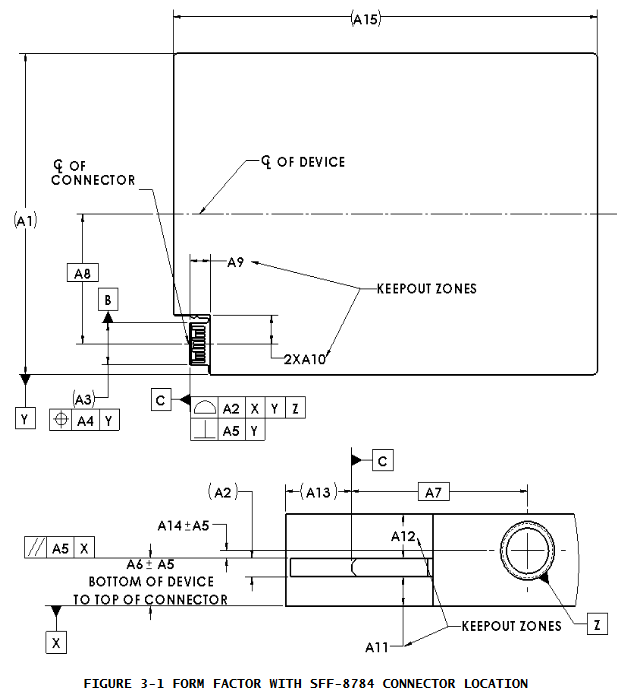 (A15)
℄ OF
CONNECTOR
℄ OF DEVICE
(A1)
A8
A9
KEEPOUT ZONES
B
2XA10
(A3)
C
A2 X Y Z
Y
⌖ A4 Y
⟂ A5 Y
C
(A2)
(A13)
A7
A14±A5
A12
// A5 X
A6± A5
BOTTOM OF DEVICE
TO TOP OF CONNECTOR
KEEPOUT ZONES
Z
X
A11
FIGURE 3-1 FORM FACTOR WITH SFF-8784 CONNECTOR LOCATION